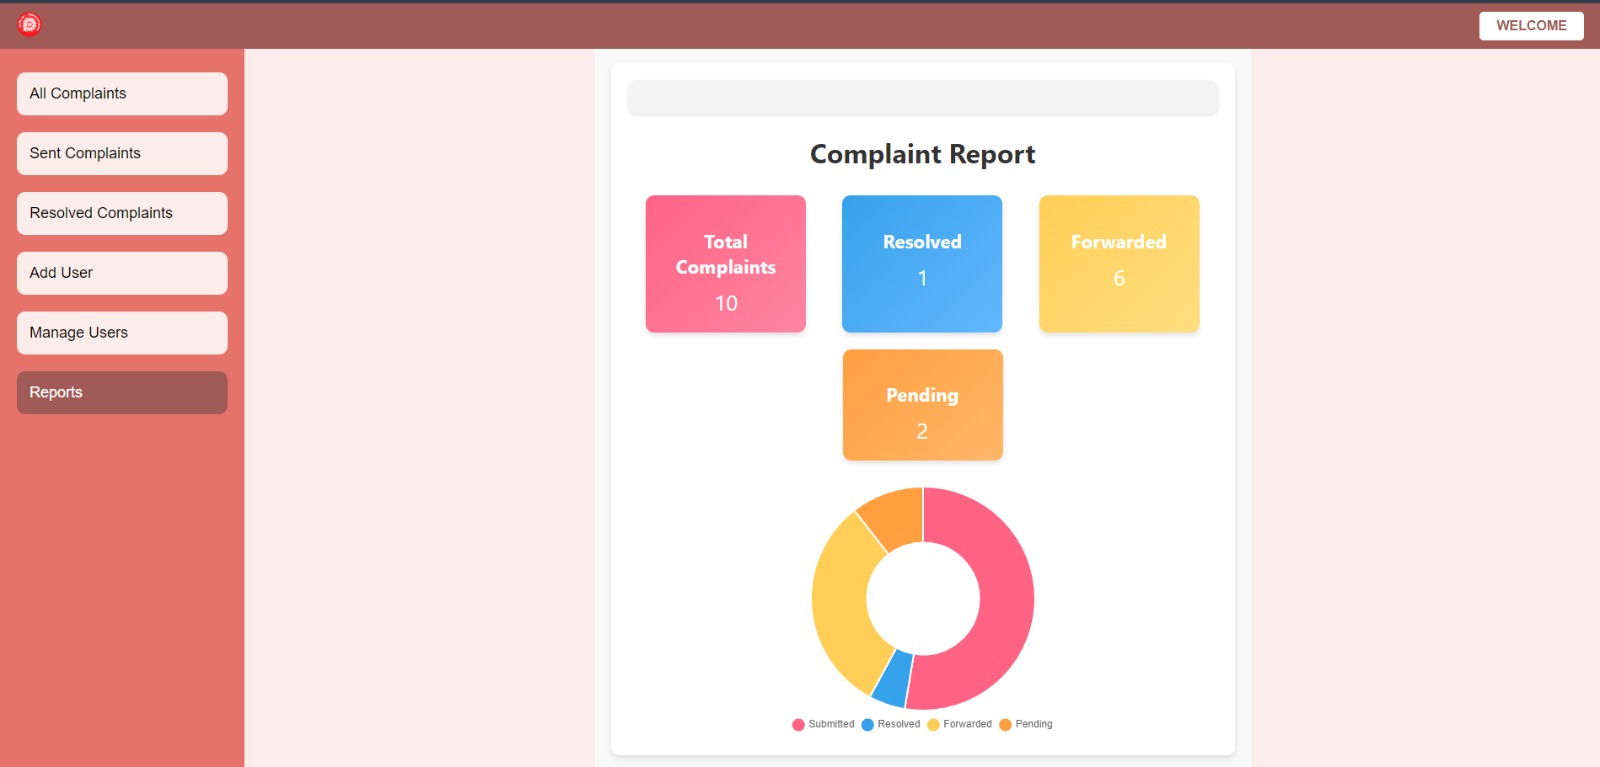 WELCOME
All Complaints
Sent Complaints
Resolved Complaints
Add User
Manage Users
Reports
Complaint Report
Total
Complaints
10
Resolved
1
Forwarded
6
Pending
2
Submitted Resolved Forwarded Pending